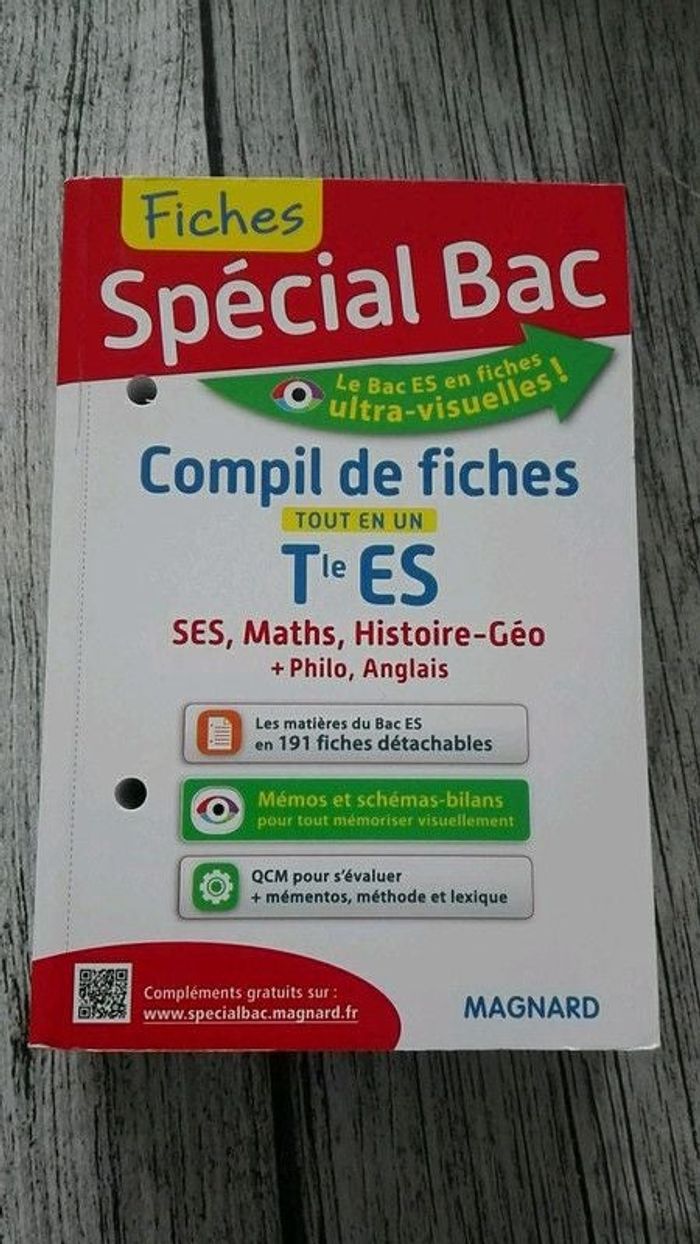 Fiches
Spécial Bac
Le Bac ES en fiches
ultra-visuelles !
Compil de fiches
TOUT EN UN
Tle ES
SES, Maths, Histoire-Géo
+ Philo, Anglais
Les matières du Bac ES
en 191 fiches détachables
Mémos et schémas-bilans
pour tout mémoriser visuellement
QCM pour s'évaluer
+ mémentos, méthode et lexique
Compléments gratuits sur :
www.specialbac.magnard.fr
MAGNARD